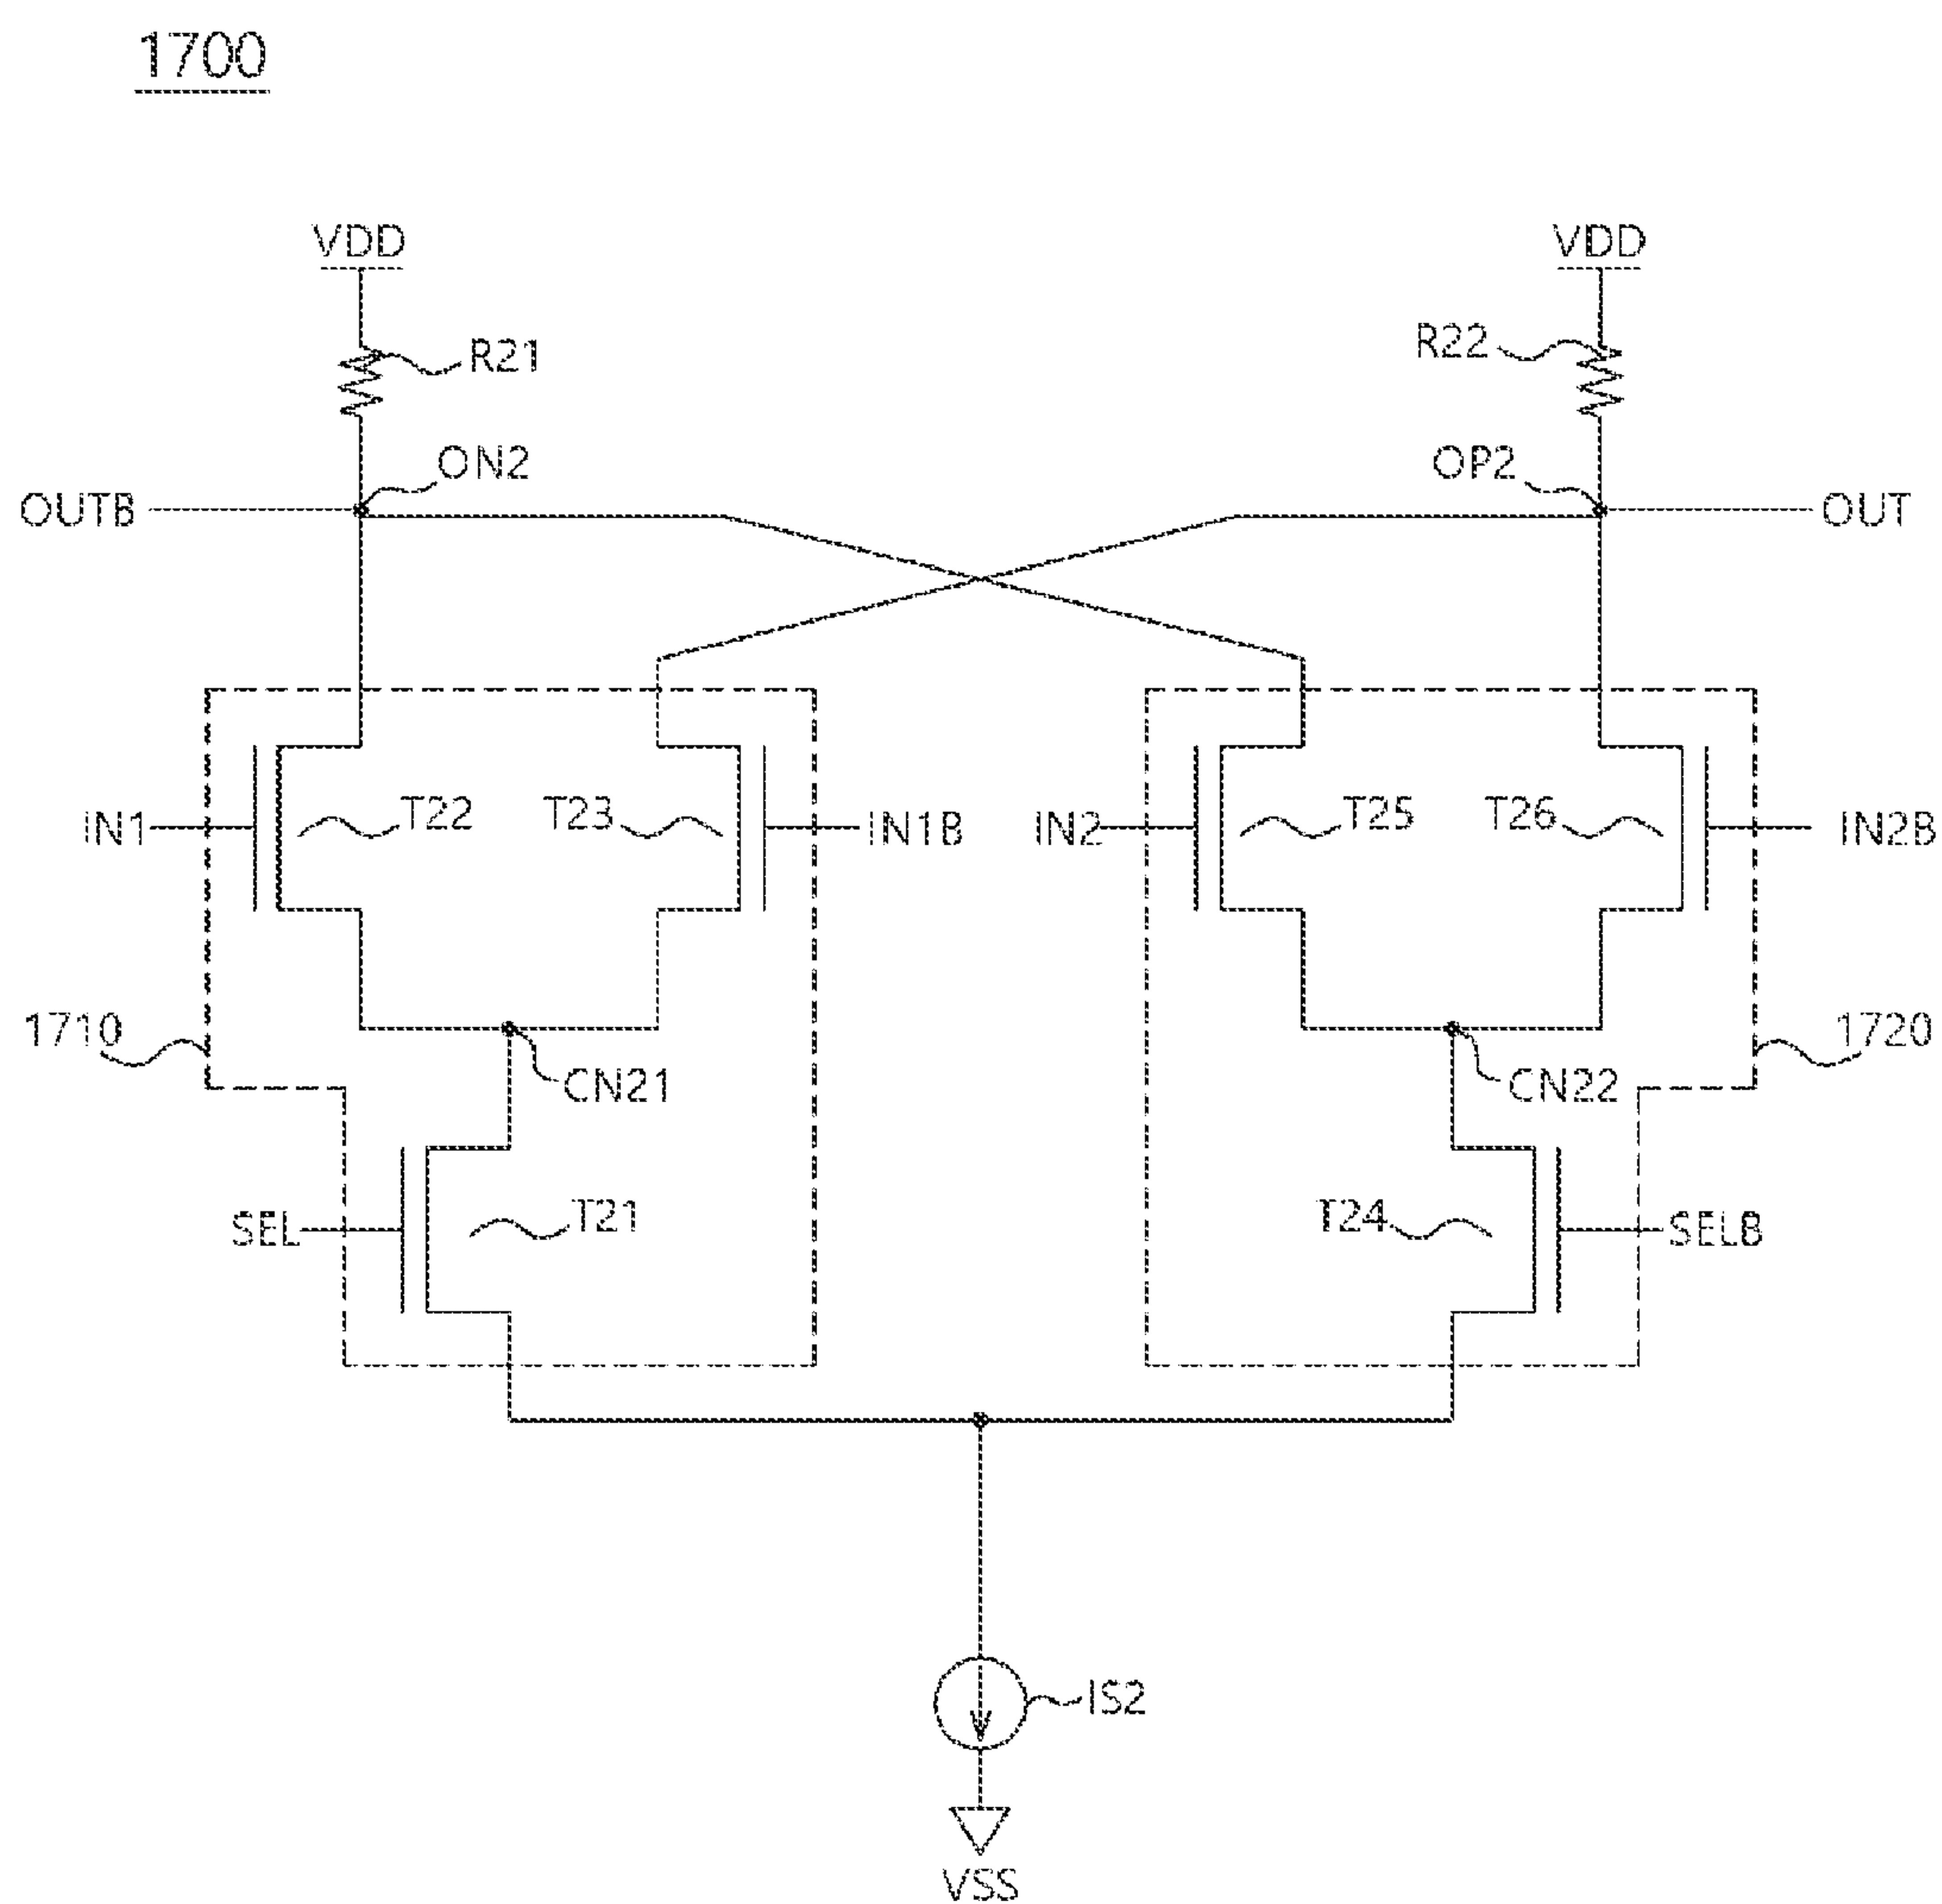 1700
VDD VDD
R21 R22
ON2 OP2
OUTB OUT
T22 T23 T25 T26
IN1 IN1B IN2 IN2B
1710 1720
CN21 CN22
T21 T24
SEL SELB
IS2
VSS